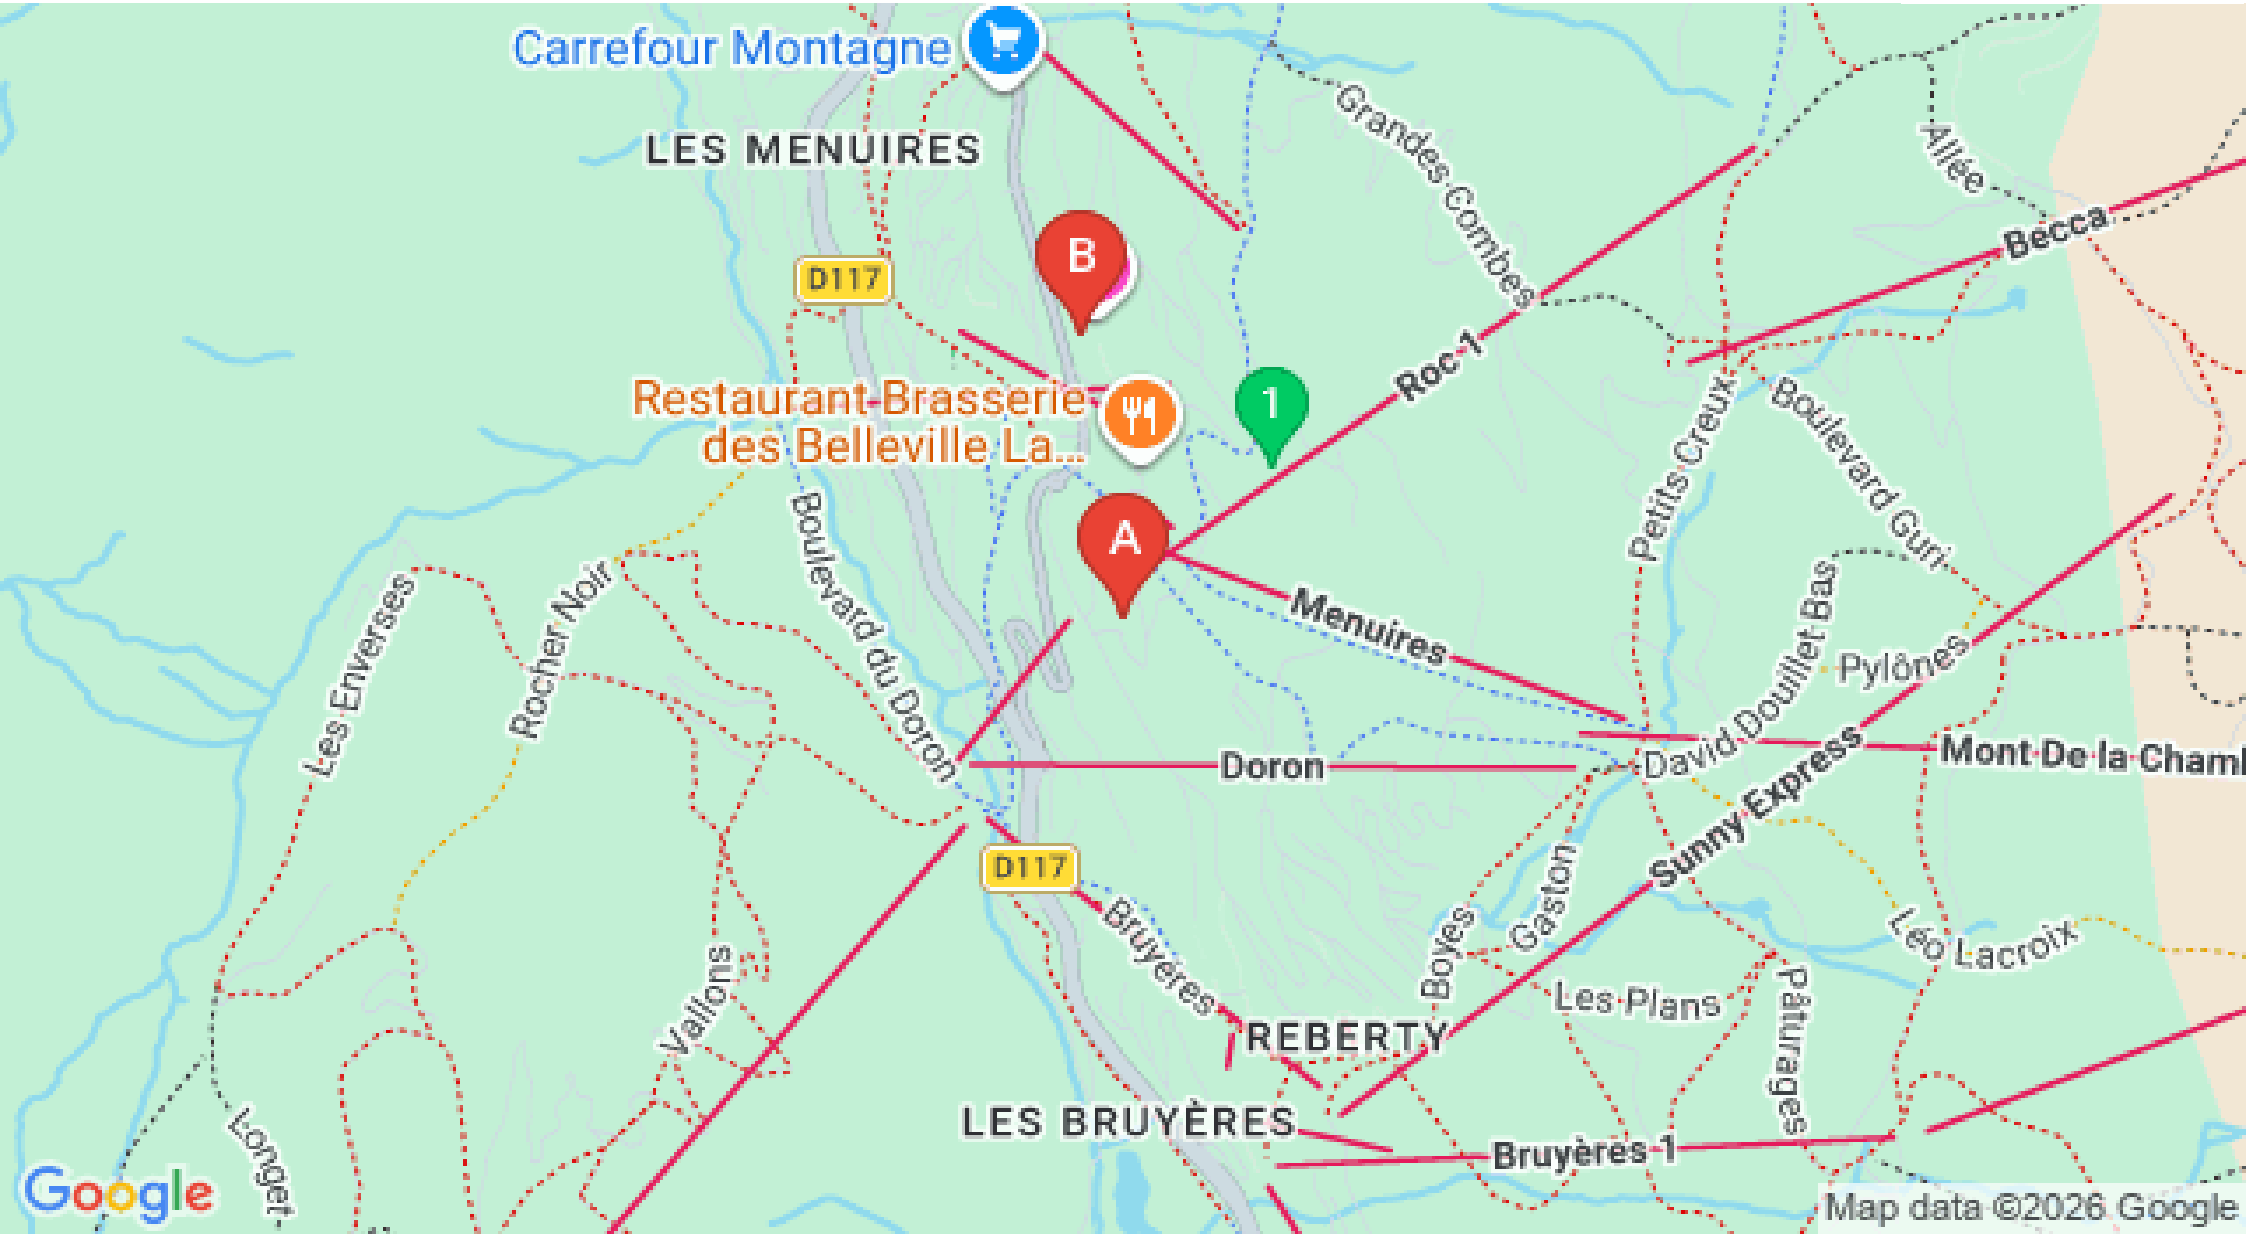 Carrefour Montagne
LES MENUIRES
Grandes Combes
Allée
Becca
B
D117
Roc 1
1
Restaurant Brasserie
des Belleville La...
Petits Creux
Boulevard Guri
A
Boulevard du Doron
Les Enverses
Rocher Noir
Menuires
David Douillet Bas
Pylônes
Doron
Mont De la Chaml
Sunny Express
D117
Bruyères
Boyes
Gaston
Léo Lacroix
Vallons
Les Plans
Pâturages
REBERTY
LES BRUYÈRES
Bruyères 1
Longet
Google
Map data ©2026 Google